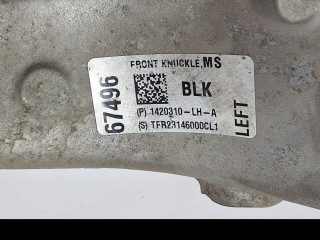 FRONT KNUCKLE, MS
67496
BLK
(P) 1420310-LH-A
(S) TFR23146000CL1
LEFT